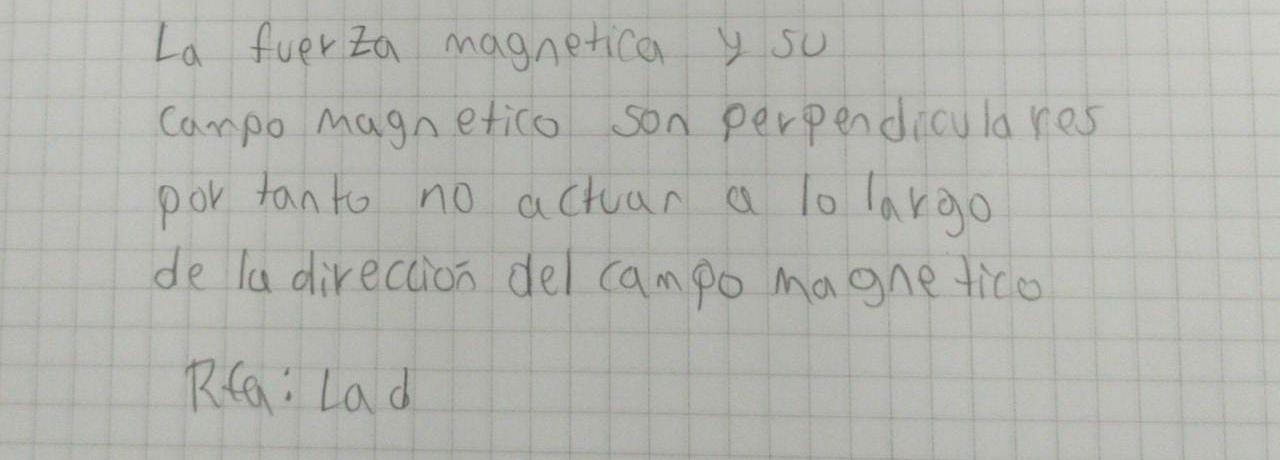 La fuerza magnetica y su
campo magnetico son perpendiculares
por tanto no actuan a lo largo
de la dirección del campo magnetico
Rta: La d